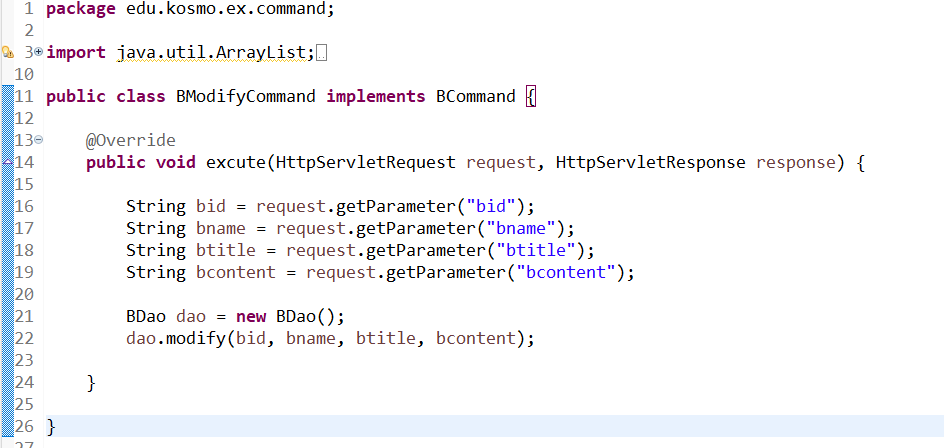 1 package edu.kosmo.ex.command;
2
3 import java.util.ArrayList;
10
11 public class BModifyCommand implements BCommand {
12
13 @Override
14 public void excute(HttpServletRequest request, HttpServletResponse response) {
15
16 String bid = request.getParameter("bid");
17 String bname = request.getParameter("bname");
18 String btitle = request.getParameter("btitle");
19 String bcontent = request.getParameter("bcontent");
20
21 BDao dao = new BDao();
22 dao.modify(bid, bname, btitle, bcontent);
23
24 }
25
26 }
27